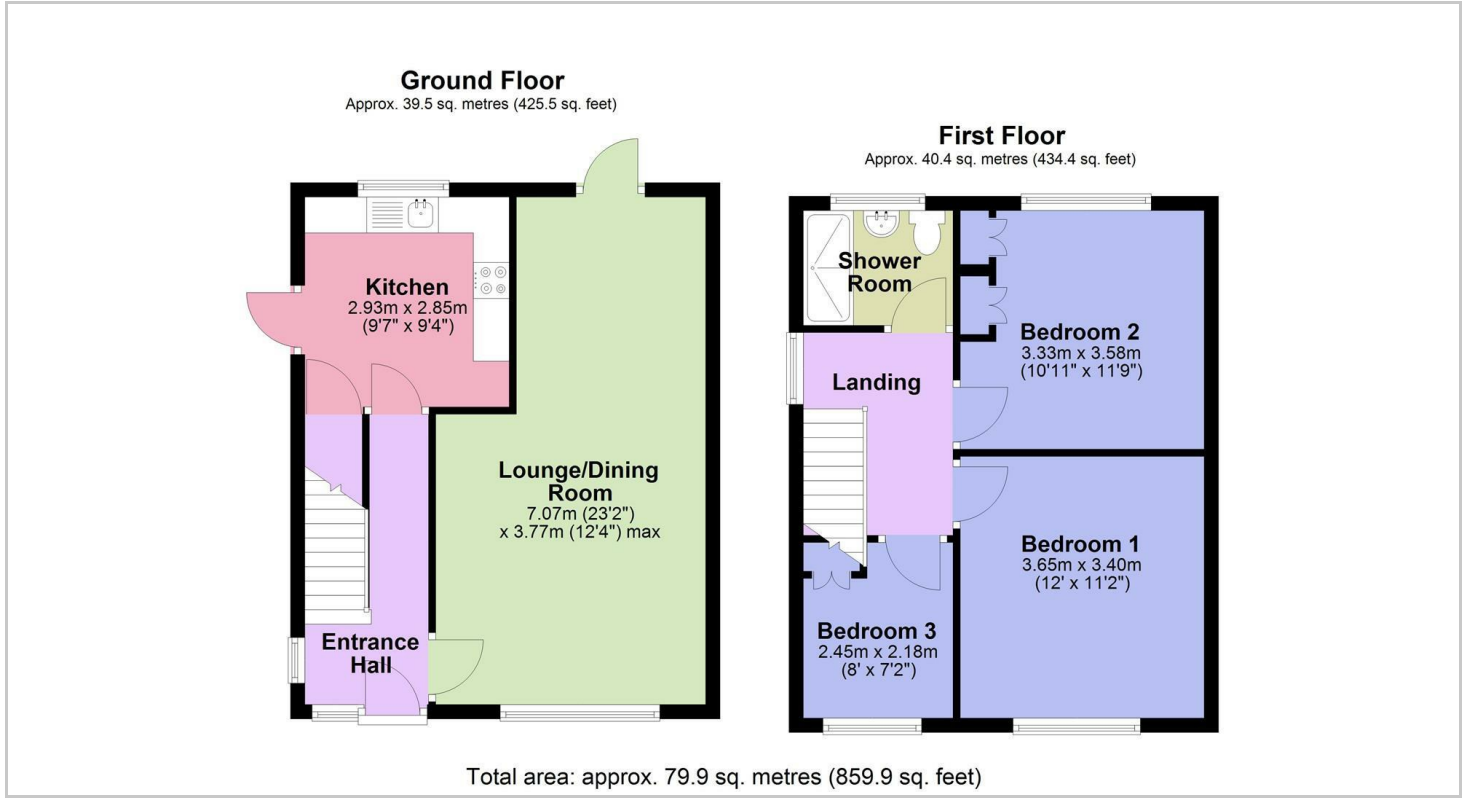 Ground Floor
Approx. 39.5 sq. metres (425.5 sq. feet)
Kitchen
2.93m x 2.85m
(9'7" x 9'4")
Lounge/Dining
Room
7.07m (23'2")
x 3.77m (12'4") max
Entrance
Hall
First Floor
Approx. 40.4 sq. metres (434.4 sq. feet)
Shower
Room
Bedroom 2
3.33m x 3.58m
(10'11" x 11'9")
Landing
Bedroom 1
3.65m x 3.40m
(12' x 11'2")
Bedroom 3
2.45m x 2.18m
(8' x 7'2")
Total area: approx. 79.9 sq. metres (859.9 sq. feet)